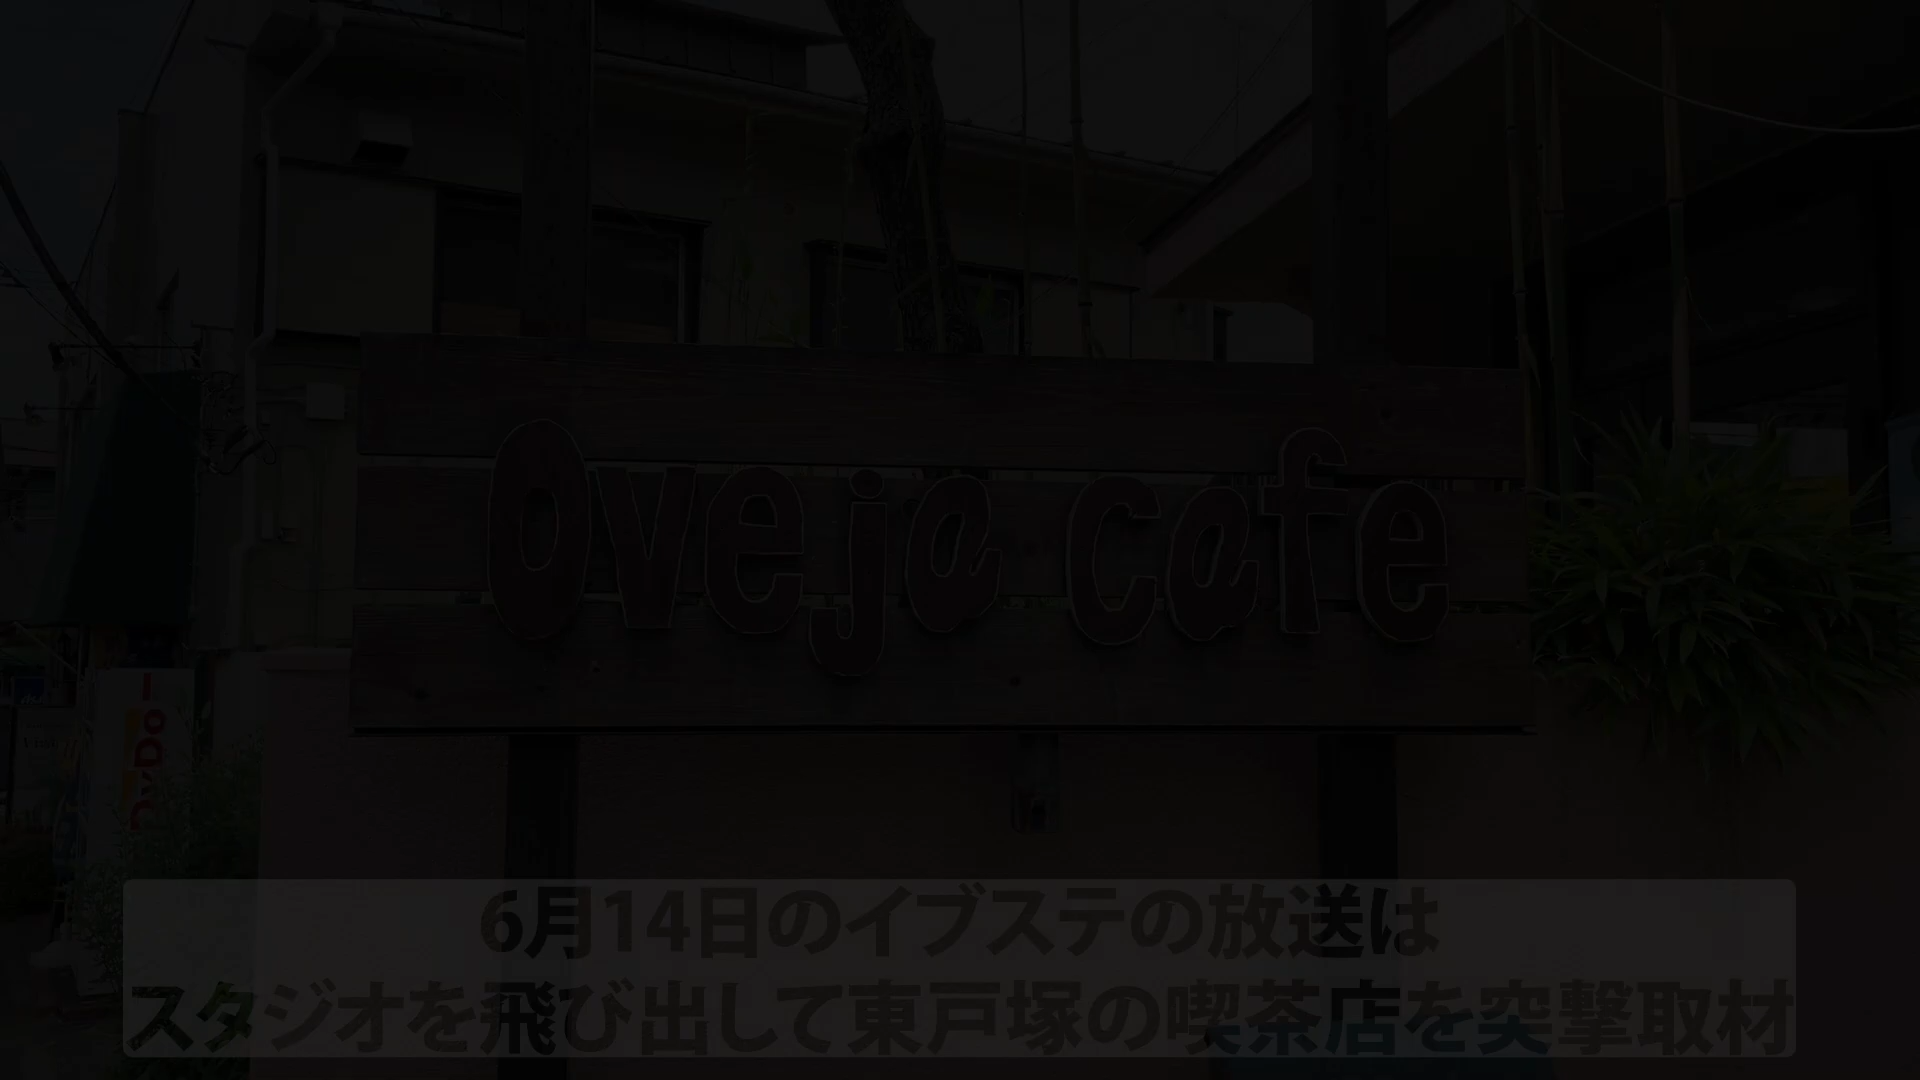 Oveja cafe
DyDo
6月14日のイブステの放送は
スタジオを飛び出して東戸塚の喫茶店を突撃取材